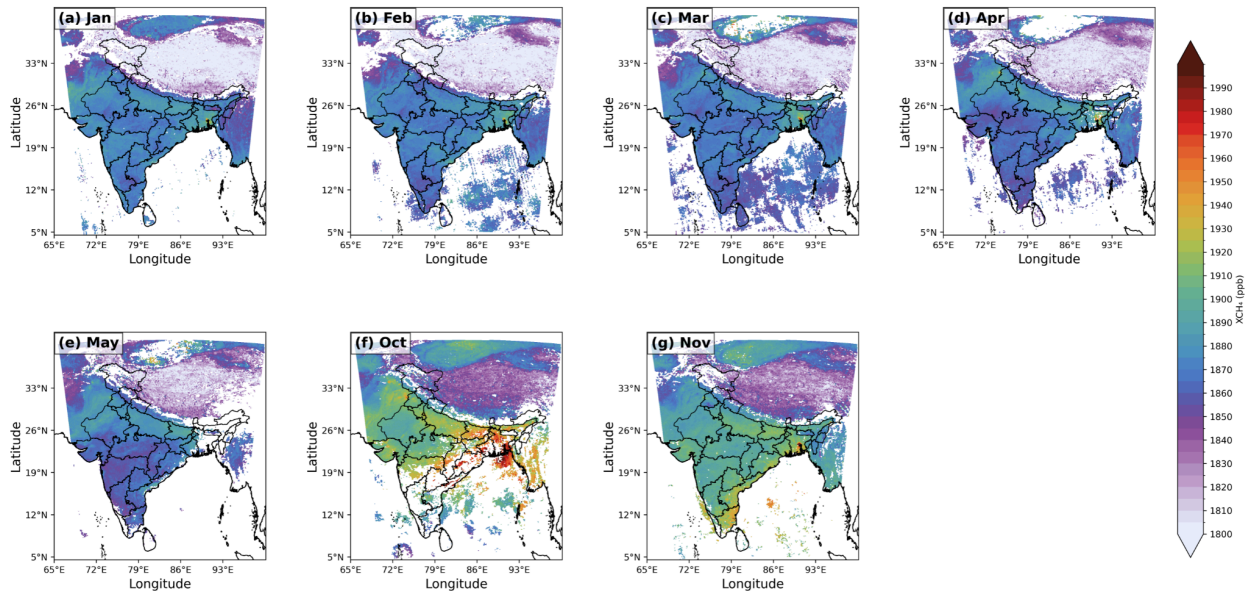 (a) Jan
(b) Feb
(c) Mar
(d) Apr
33°N
26°N
19°N
12°N
5°N
Latitude
65°E 72°E 79°E 86°E 93°E
Longitude
33°N
26°N
19°N
12°N
5°N
Latitude
65°E 72°E 79°E 86°E 93°E
Longitude
33°N
26°N
19°N
12°N
5°N
Latitude
65°E 72°E 79°E 86°E 93°E
Longitude
33°N
26°N
19°N
12°N
5°N
Latitude
65°E 72°E 79°E 86°E 93°E
Longitude
(e) May
(f) Oct
(g) Nov
33°N
26°N
19°N
12°N
5°N
Latitude
65°E 72°E 79°E 86°E 93°E
Longitude
33°N
26°N
19°N
12°N
5°N
Latitude
65°E 72°E 79°E 86°E 93°E
Longitude
33°N
26°N
19°N
12°N
5°N
Latitude
65°E 72°E 79°E 86°E 93°E
Longitude
1990
1980
1970
1960
1950
1940
1930
1920
1910
1900
1890
1880
1870
1860
1850
1840
1830
1820
1810
1800
XCH₄ (ppb)